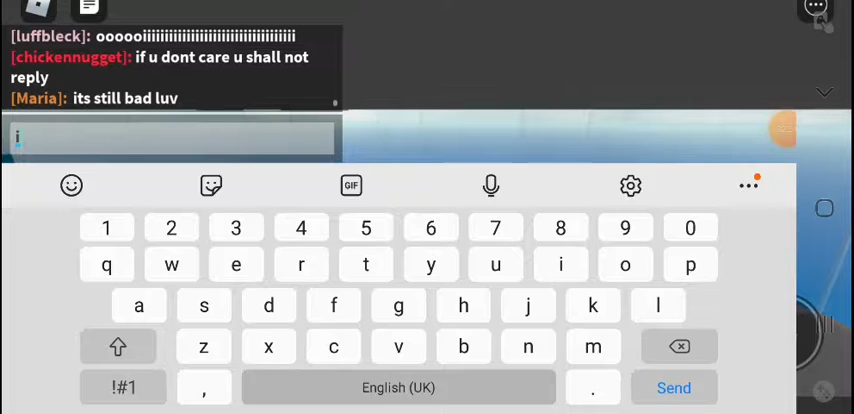 [luffbleck]: oooooiiiiiiiiiiiiiiiiiiiiiiiiiiiiiiiiiii
[chickennugget]: if u dont care u shall not
reply
[Maria]: its still bad luv
i
GIF
1 2 3 4 5 6 7 8 9 0
q w e r t y u i o p
a s d f g h j k l
z x c v b n m
!#1 , English (UK) . Send